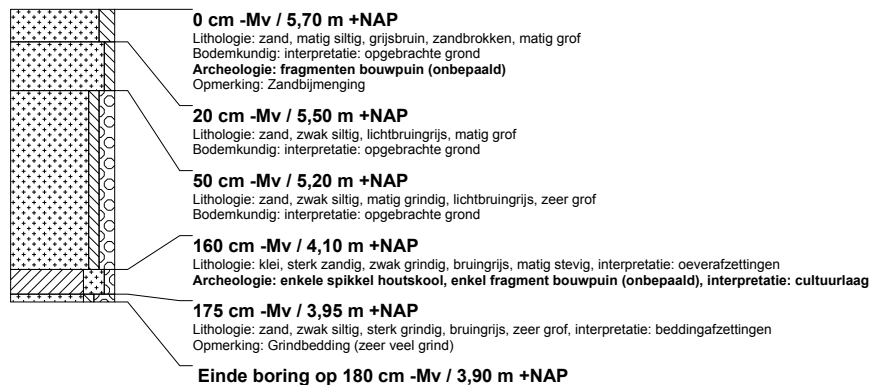 0 cm -Mv / 5,70 m +NAP
Lithologie: zand, matig siltig, grijsbruin, zandbrokken, matig grof
Bodemkundig: interpretatie: opgebrachte grond
Archeologie: fragmenten bouwpuin (onbepaald)
Opmerking: Zandbijmenging
20 cm -Mv / 5,50 m +NAP
Lithologie: zand, zwak siltig, lichtbruingrijs, matig grof
Bodemkundig: interpretatie: opgebrachte grond
50 cm -Mv / 5,20 m +NAP
Lithologie: zand, zwak siltig, matig grindig, lichtbruingrijs, zeer grof
Bodemkundig: interpretatie: opgebrachte grond
160 cm -Mv / 4,10 m +NAP
Lithologie: klei, sterk zandig, zwak grindig, bruingrijs, matig stevig, interpretatie: oeverafzettingen
Archeologie: enkele spikkel houtskool, enkel fragment bouwpuin (onbepaald), interpretatie: cultuurlaag
175 cm -Mv / 3,95 m +NAP
Lithologie: zand, zwak siltig, sterk grindig, bruingrijs, zeer grof, interpretatie: beddingafzettingen
Opmerking: Grindbedding (zeer veel grind)
Einde boring op 180 cm -Mv / 3,90 m +NAP